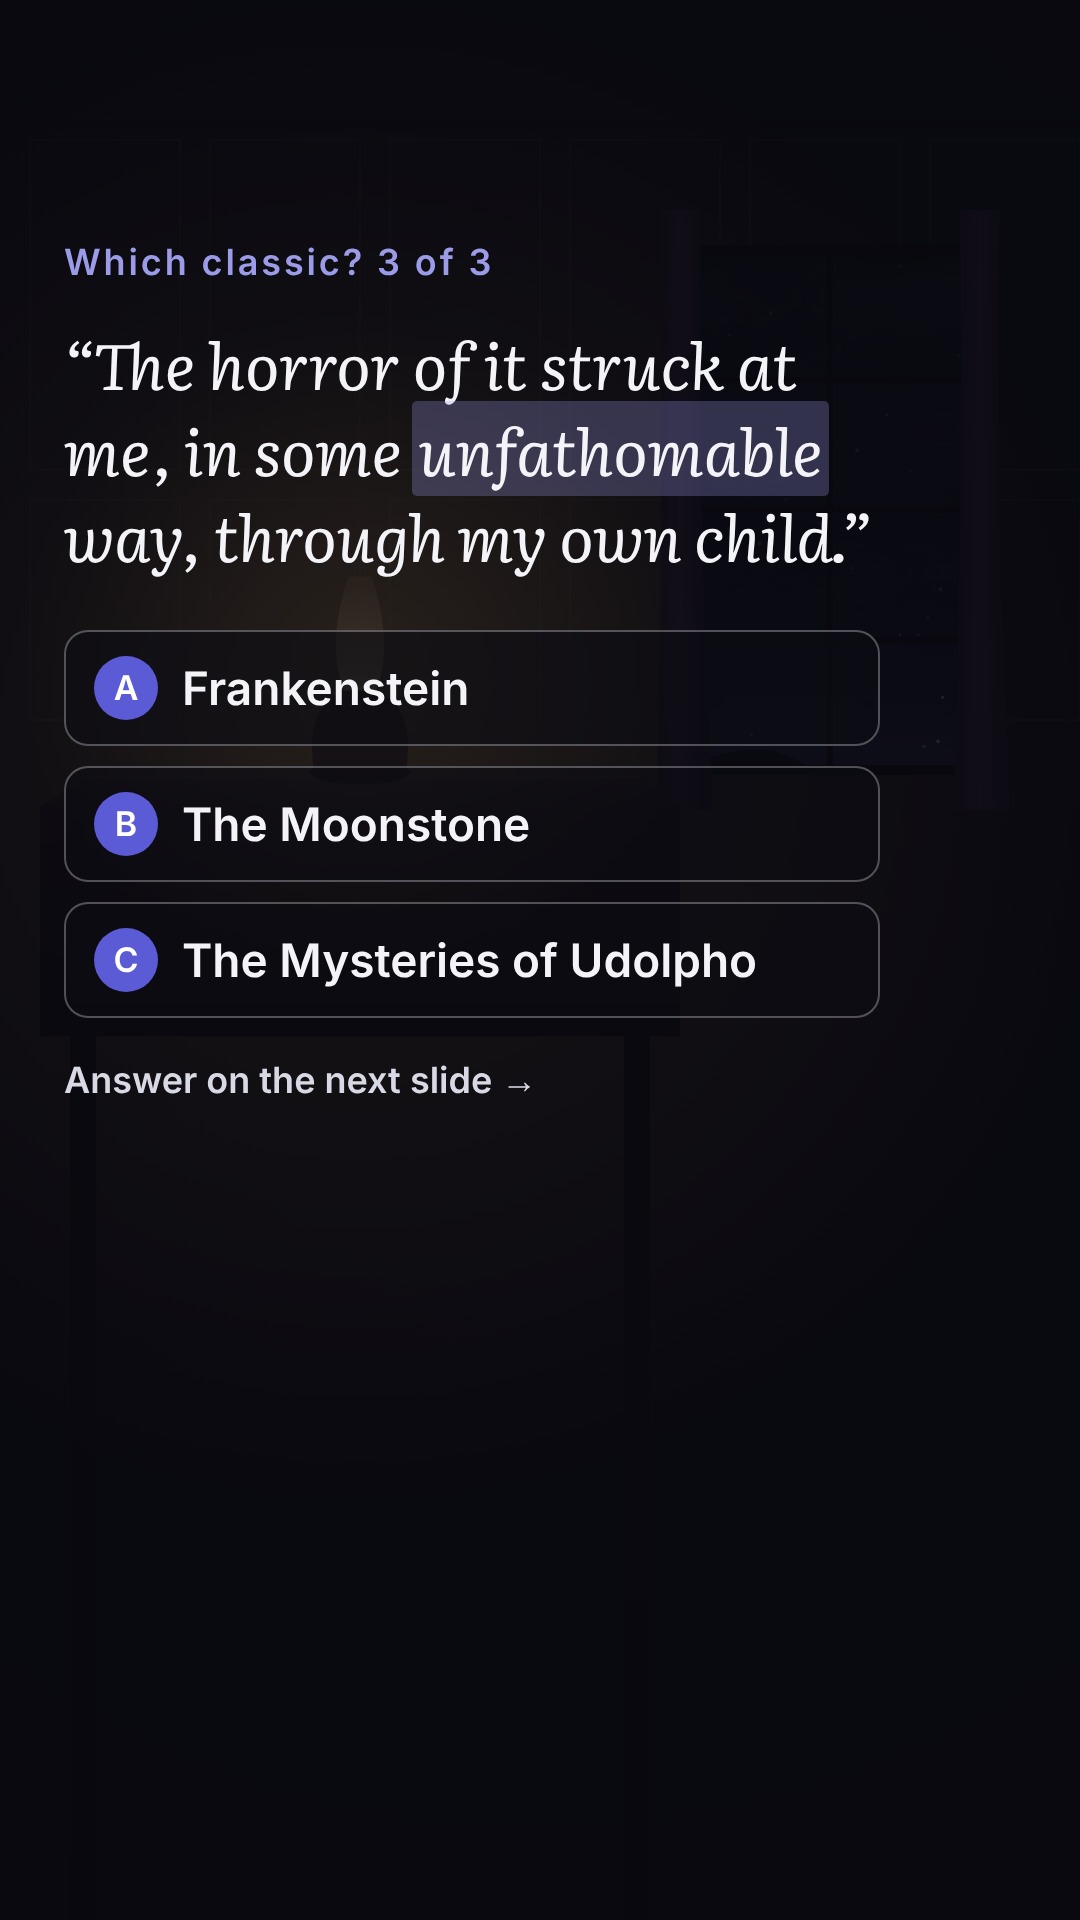 Which classic? 3 of 3
“The horror of it struck at
me, in some unfathomable
way, through my own child.”
A Frankenstein
B The Moonstone
C The Mysteries of Udolpho
Answer on the next slide →